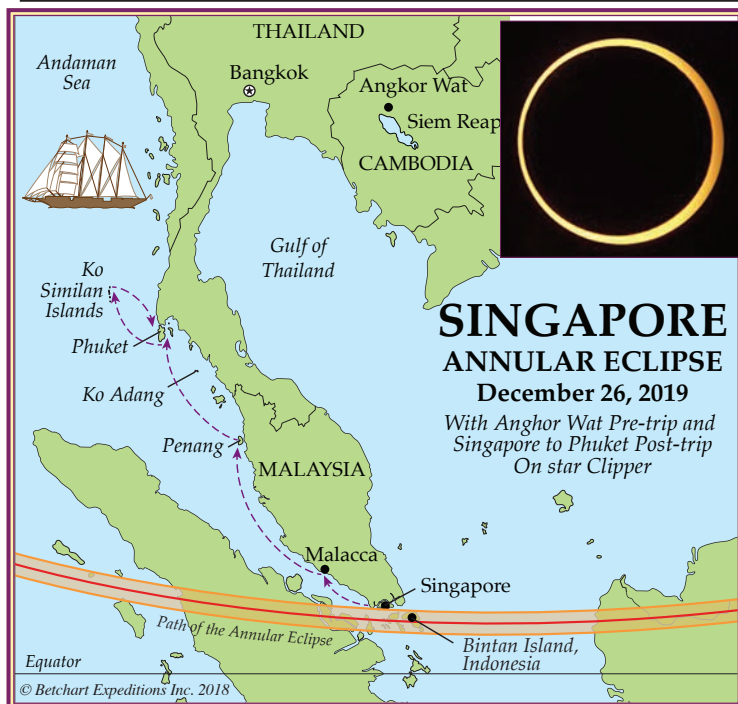 THAILAND
Andaman
Sea
Bangkok
Angkor Wat
Siem Reap
CAMBODIA
Gulf of
Thailand
Ko
Similan
Islands
Phuket
Ko Adang
Penang
MALAYSIA
SINGAPORE
ANNULAR ECLIPSE
December 26, 2019
With Anghor Wat Pre-trip and
Singapore to Phuket Post-trip
On star Clipper
Malacca
Singapore
Path of the Annular Eclipse
Bintan Island,
Indonesia
Equator
© Betchart Expeditions Inc. 2018